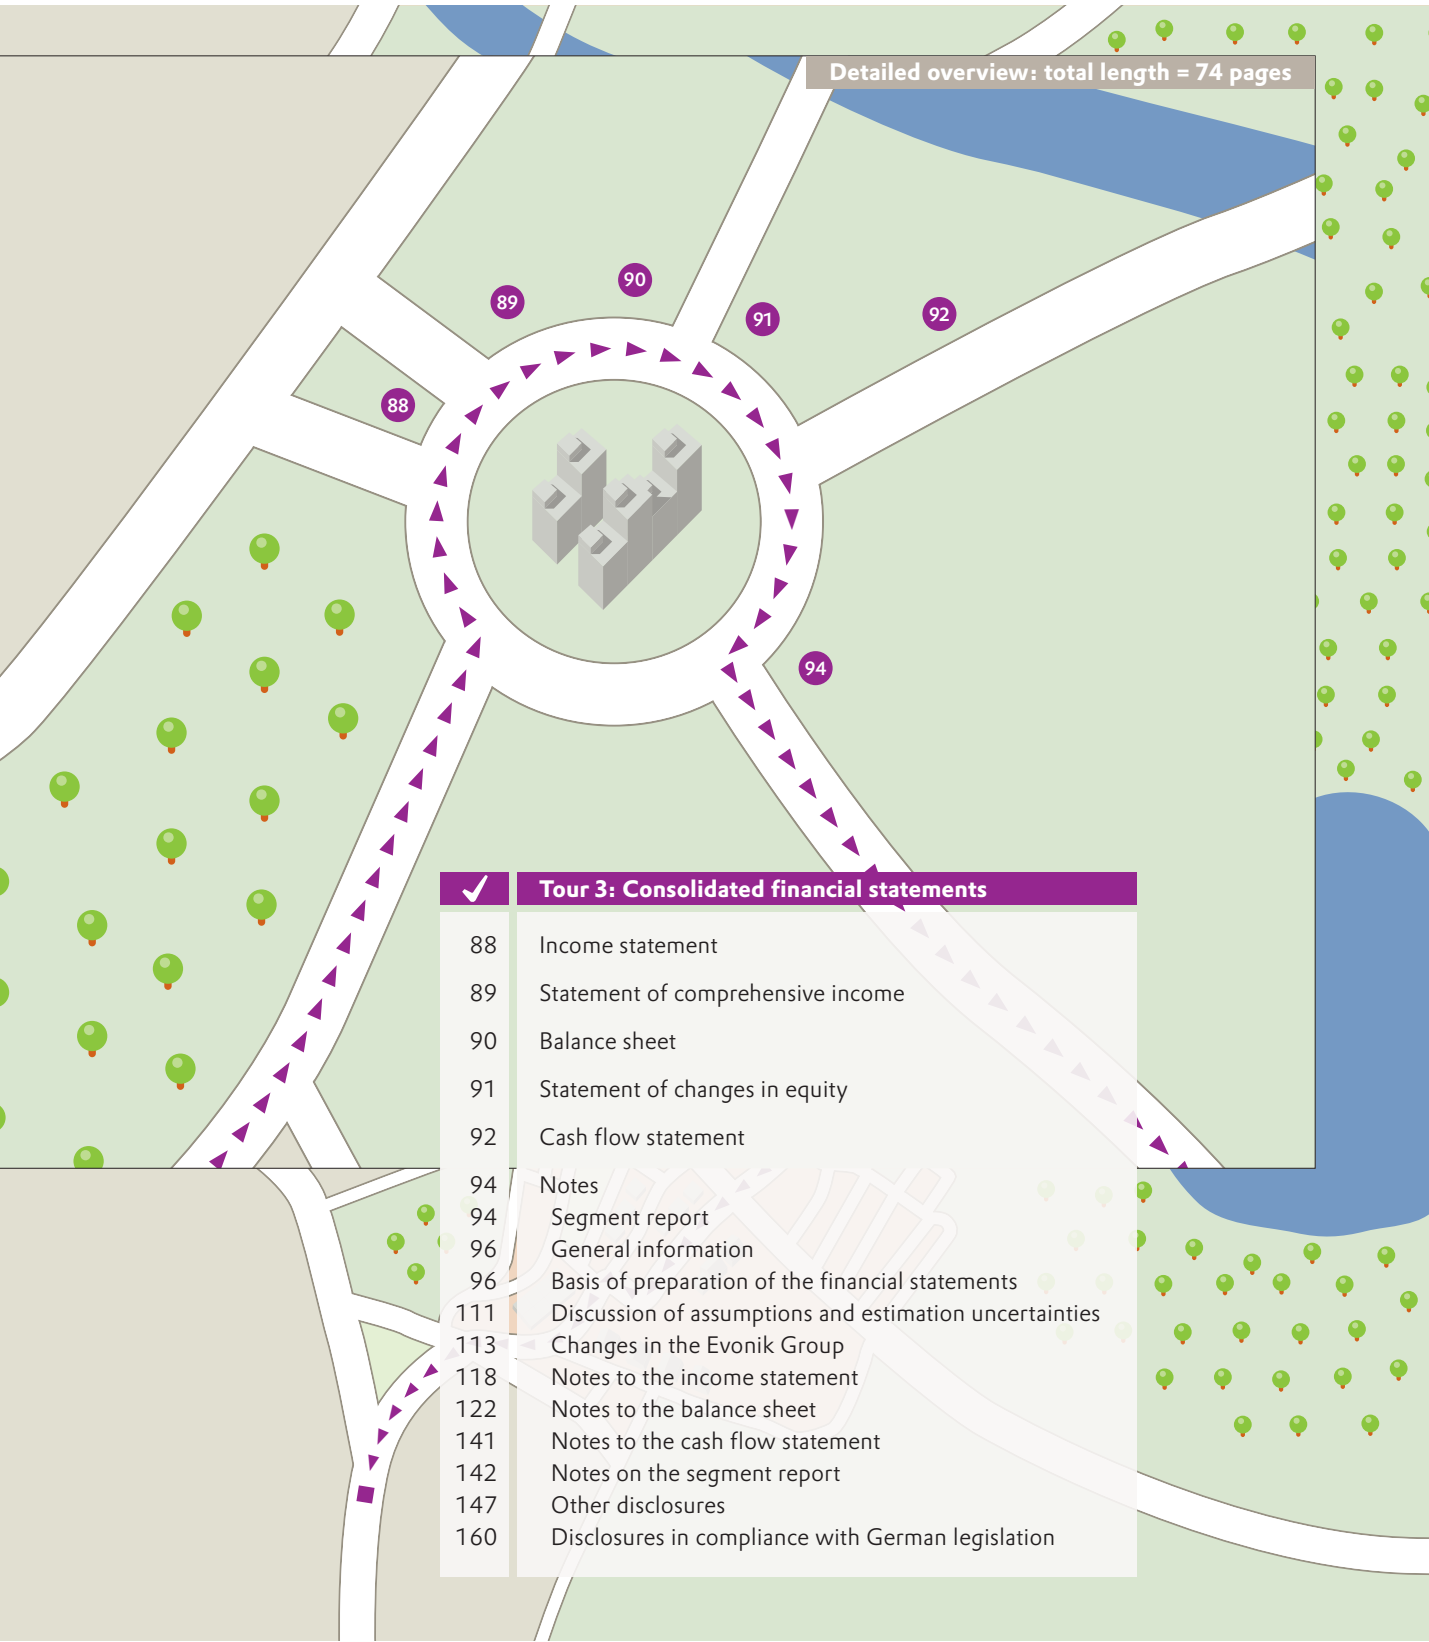 Detailed overview: total length = 74 pages
90
89
92
91
88
94
Tour 3: Consolidated financial statements
88 Income statement
89 Statement of comprehensive income
90 Balance sheet
91 Statement of changes in equity
92 Cash flow statement
94 Notes
94 Segment report
96 General information
96 Basis of preparation of the financial statements
111 Discussion of assumptions and estimation uncertainties
113 Changes in the Evonik Group
118 Notes to the income statement
122 Notes to the balance sheet
141 Notes to the cash flow statement
142 Notes on the segment report
147 Other disclosures
160 Disclosures in compliance with German legislation